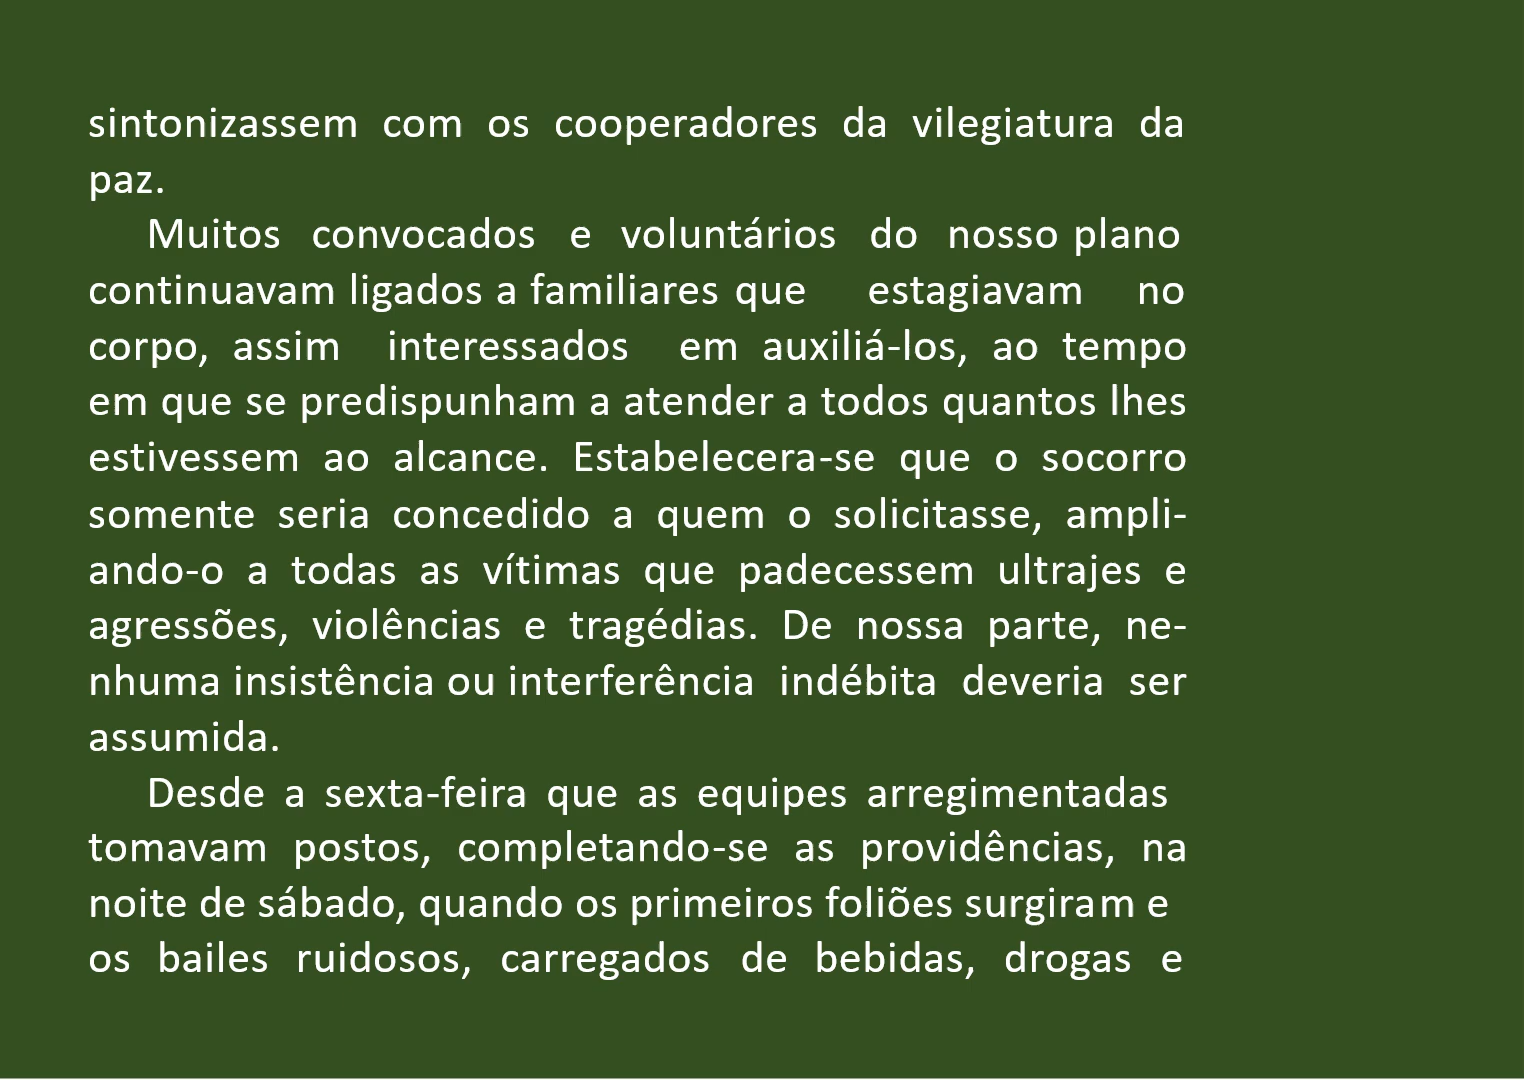 sintonizassem com os cooperadores da vilegiatura da
paz.
Muitos convocados e voluntários do nosso plano
continuavam ligados a familiares que estagiavam no
corpo, assim interessados em auxiliá-los, ao tempo
em que se predispunham a atender a todos quantos lhes
estivessem ao alcance. Estabelecera-se que o socorro
somente seria concedido a quem o solicitasse, ampli-
ando-o a todas as vítimas que padecessem ultrajes e
agressões, violências e tragédias. De nossa parte, ne-
nhuma insistência ou interferência indébita deveria ser
assumida.
Desde a sexta-feira que as equipes arregimentadas
tomavam postos, completando-se as providências, na
noite de sábado, quando os primeiros foliões surgiram e
os bailes ruidosos, carregados de bebidas, drogas e